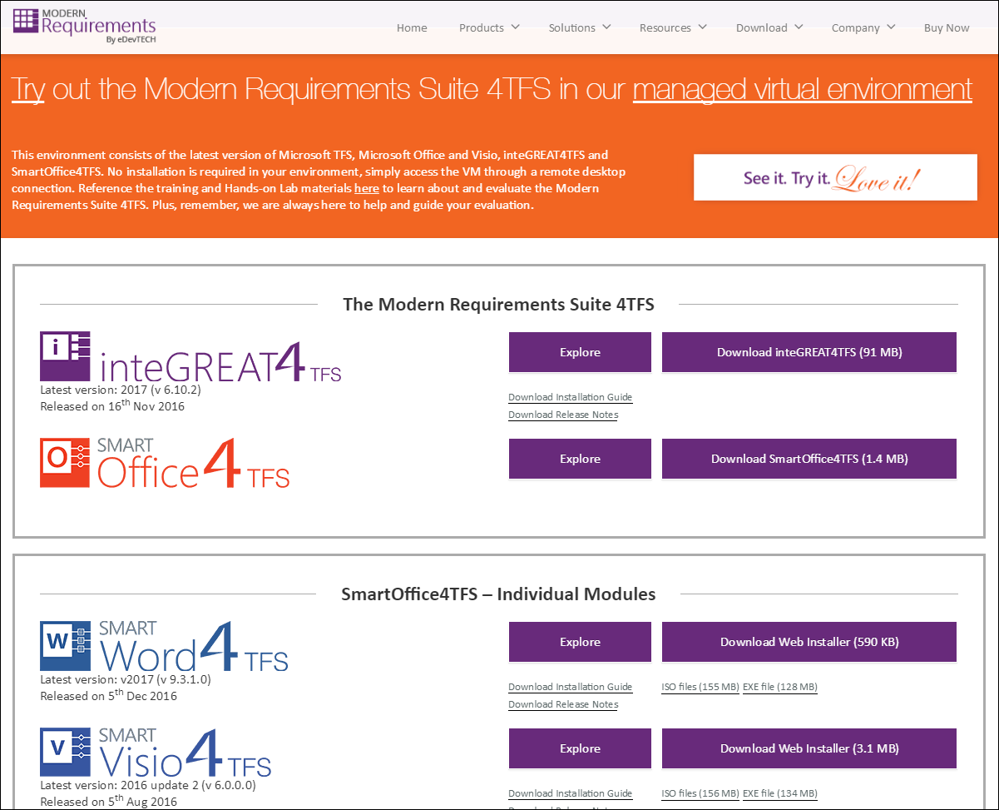 MODERN
Requirements
By eDevTECH
Home Products Solutions Resources Download Company Buy Now
Try out the Modern Requirements Suite 4TFS in our managed virtual environment
This environment consists of the latest version of Microsoft TFS, Microsoft Office and Visio, inteGREAT4TFS and
SmartOffice4TFS. No installation is required in your environment, simply access the VM through a remote desktop
connection. Reference the training and Hands-on Lab materials here to learn about and evaluate the Modern
Requirements Suite 4TFS. Plus, remember, we are always here to help and guide your evaluation.
See it. Try it. Love it!
The Modern Requirements Suite 4TFS
i inteGREAT4TFS
Latest version: 2017 (v 6.10.2)
Released on 16th Nov 2016
Explore
Download inteGREAT4TFS (91 MB)
Download Installation Guide
Download Release Notes
O SMART
Office4TFS
Explore
Download SmartOffice4TFS (1.4 MB)
SmartOffice4TFS – Individual Modules
W SMART
Word4TFS
Latest version: v2017 (v 9.3.1.0)
Released on 5th Dec 2016
Explore
Download Web Installer (590 KB)
Download Installation Guide
Download Release Notes
ISO files (155 MB) EXE file (128 MB)
V SMART
Visio4TFS
Latest version: 2016 update 2 (v 6.0.0.0)
Released on 5th Aug 2016
Explore
Download Web Installer (3.1 MB)
Download Installation Guide
ISO files (156 MB) EXE file (134 MB)